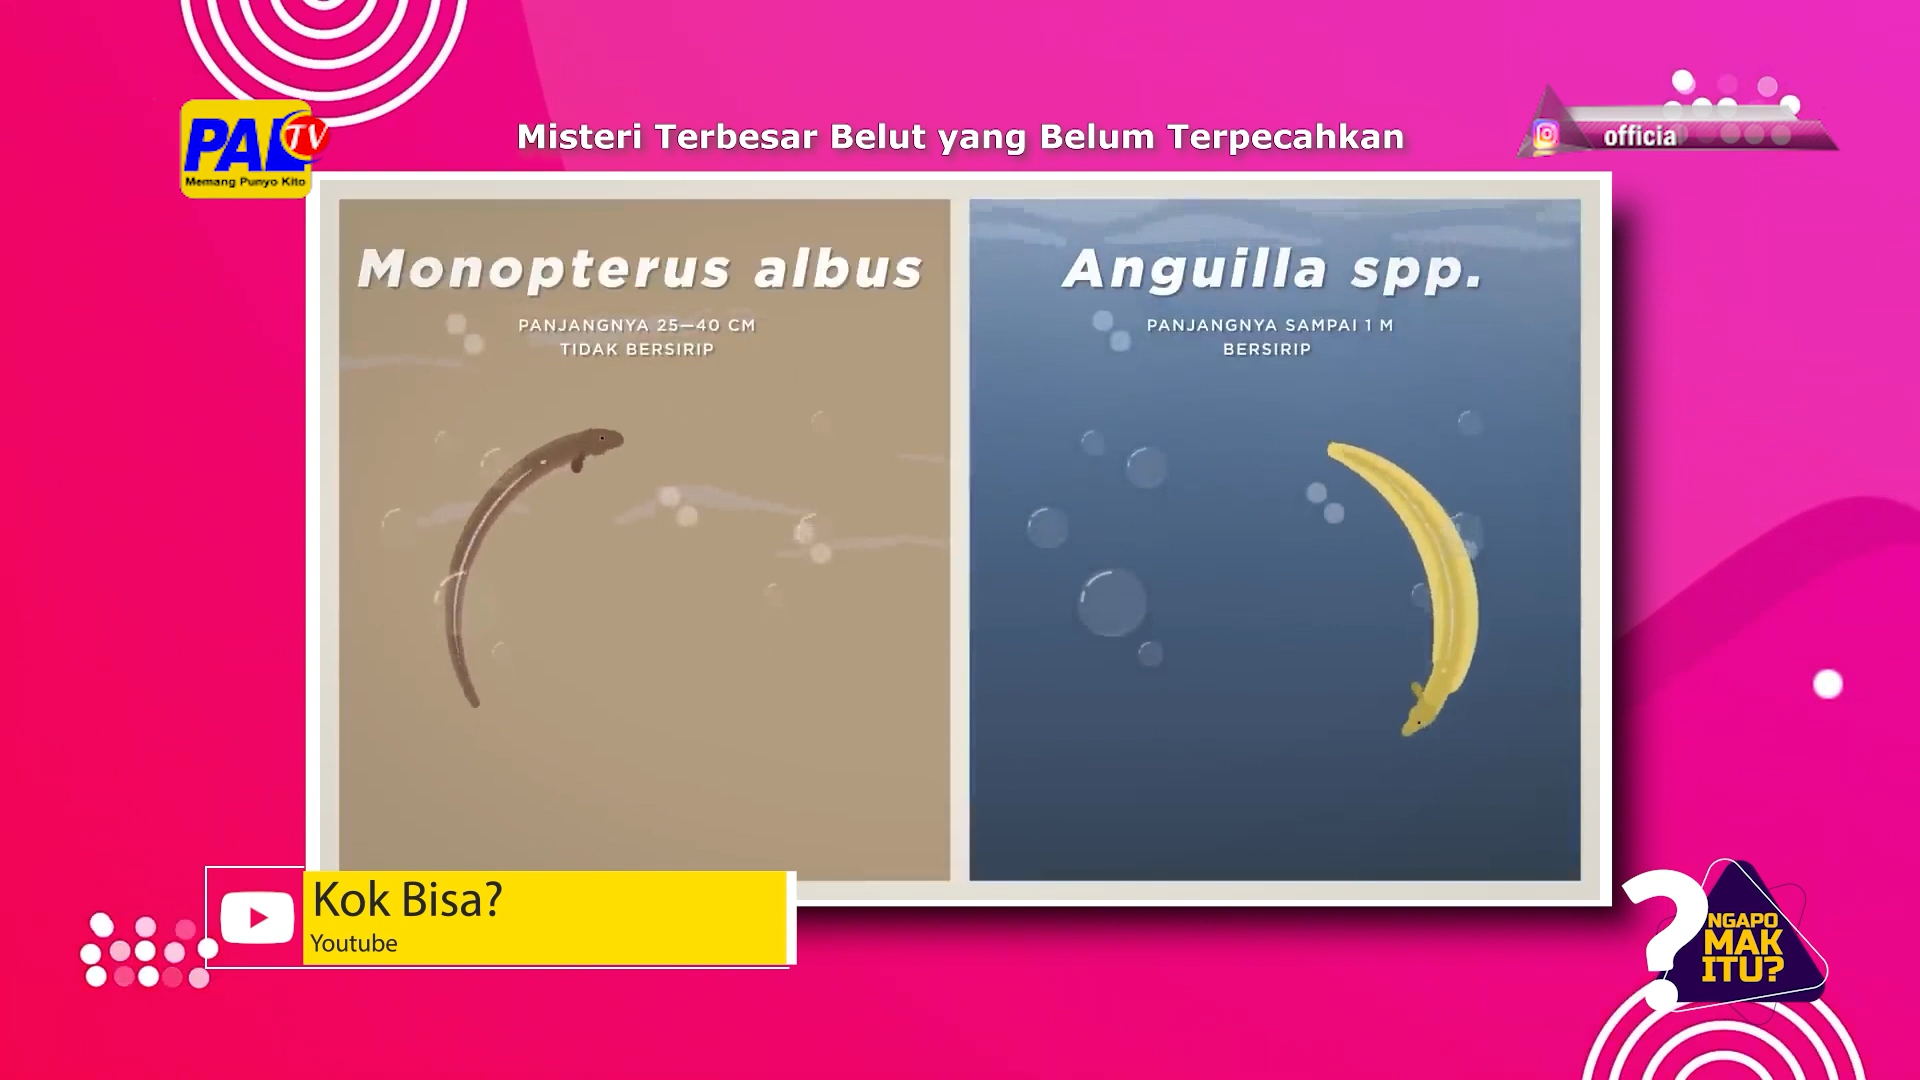 PAL TV
Memang Punyo Kito
Misteri Terbesar Belut yang Belum Terpecahkan
officia
Monopterus albus
PANJANGNYA 25—40 CM
TIDAK BERSIRIP
Anguilla spp.
PANJANGNYA SAMPAI 1 M
BERSIRIP
Kok Bisa?
Youtube
?
NGAPO
MAK
ITU?